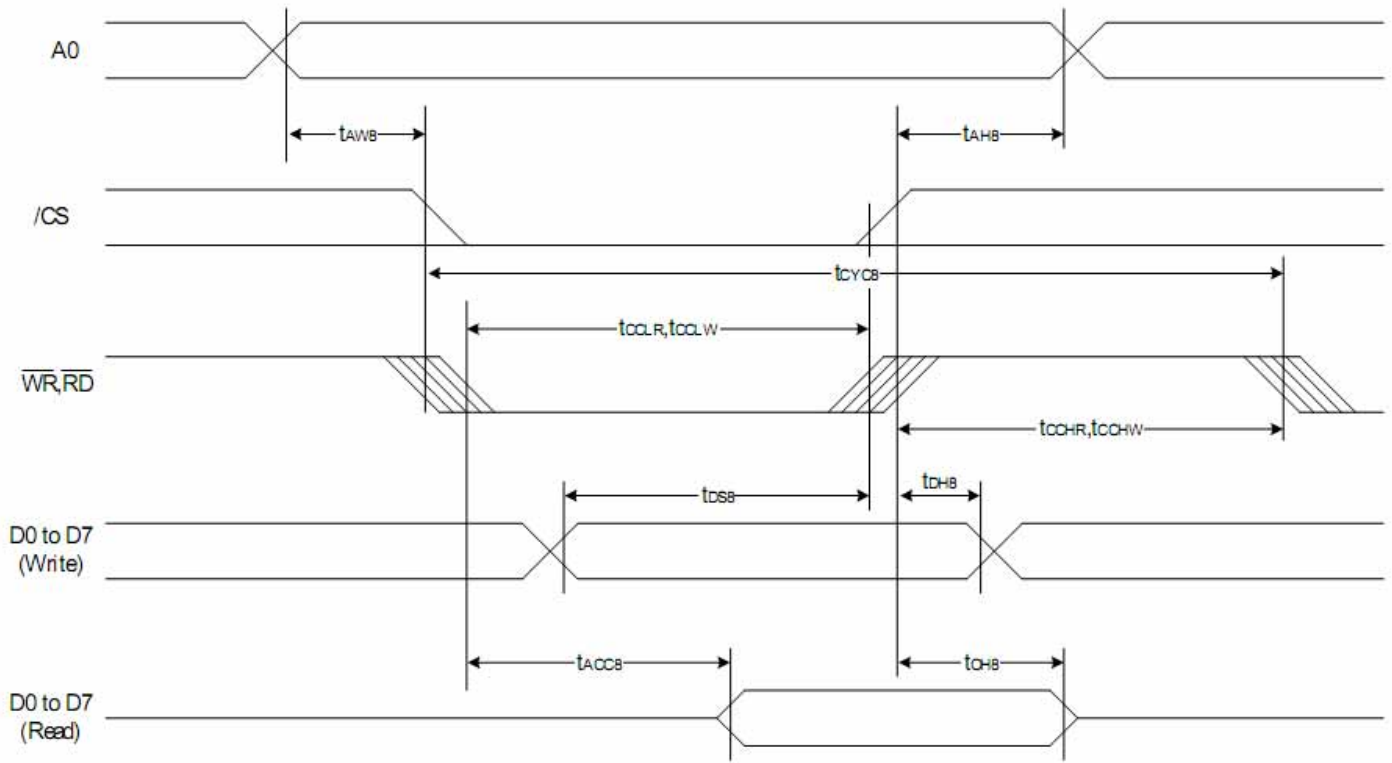 A0
tAW8
tAH8
/CS
tCYC8
tCCLR,tCCLW
WR,RD
tCCHR,tCCHW
tDS8
tDH8
D0 to D7
(Write)
tACC8
tOH8
D0 to D7
(Read)